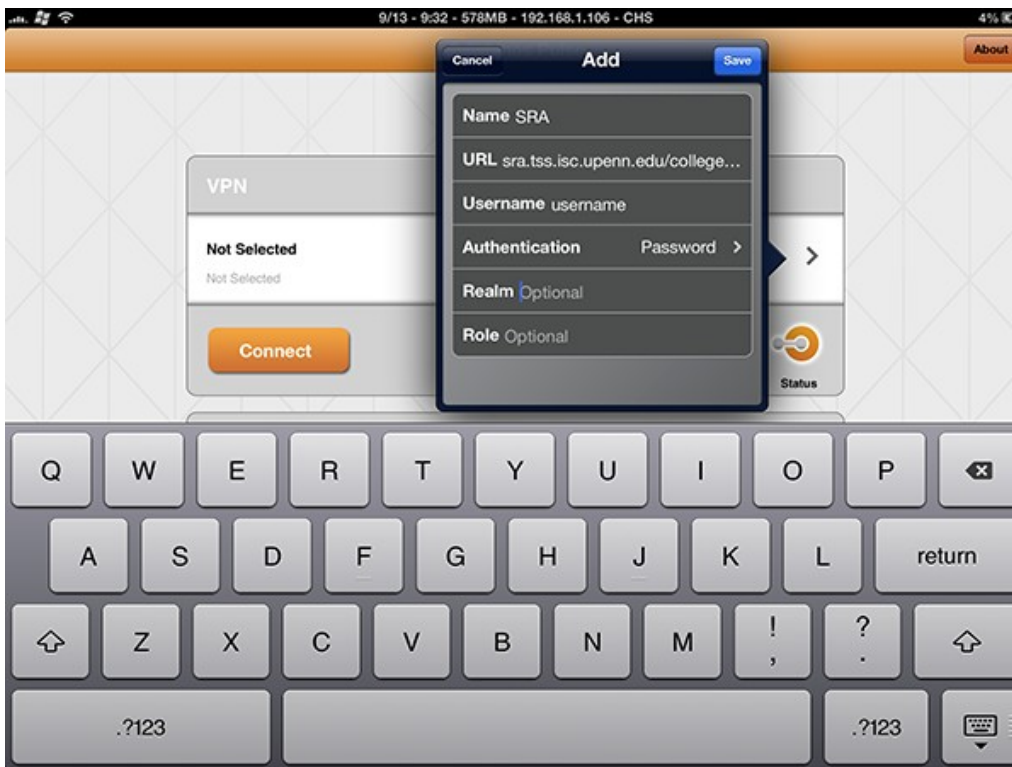 9/13 - 9:32 - 578MB - 192.168.1.106 - CHS 4%
About
Cancel Add Save
Name SRA
URL sra.tss.isc.upenn.edu/college...
Username username
Authentication Password >
Realm Optional
Role Optional
VPN
Not Selected
Not Selected
Connect
Status
Q W E R T Y U I O P
A S D F G H J K L return
Z X C V B N M ! , ? .
.?123 .?123